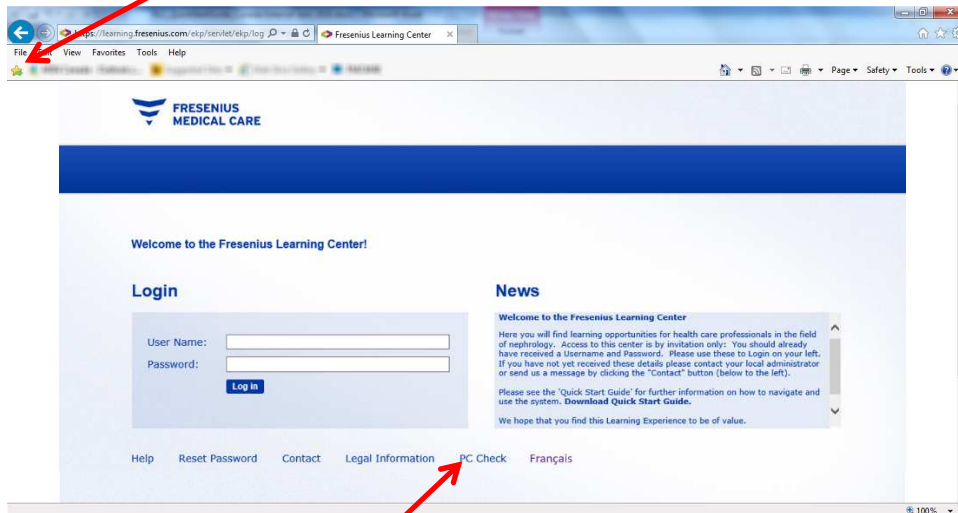 https://learning.fresenius.com/ekp/servlet/ekp/log
Fresenius Learning Center
File Edit View Favorites Tools Help
Page Safety Tools
FRESENIUS
MEDICAL CARE
Welcome to the Fresenius Learning Center!
Login
User Name:
Password:
Log in
News
Welcome to the Fresenius Learning Center
Here you will find learning opportunities for health care professionals in the field
of nephrology. Access to this center is by invitation only: You should already
have received a Username and Password. Please use these to Login on your left.
If you have not yet received these details please contact your local administrator
or send us a message by clicking the "Contact" button (below to the left).
Please see the 'Quick Start Guide' for further information on how to navigate and
use the system. Download Quick Start Guide.
We hope that you find this Learning Experience to be of value.
Help Reset Password Contact Legal Information PC Check Français
100%